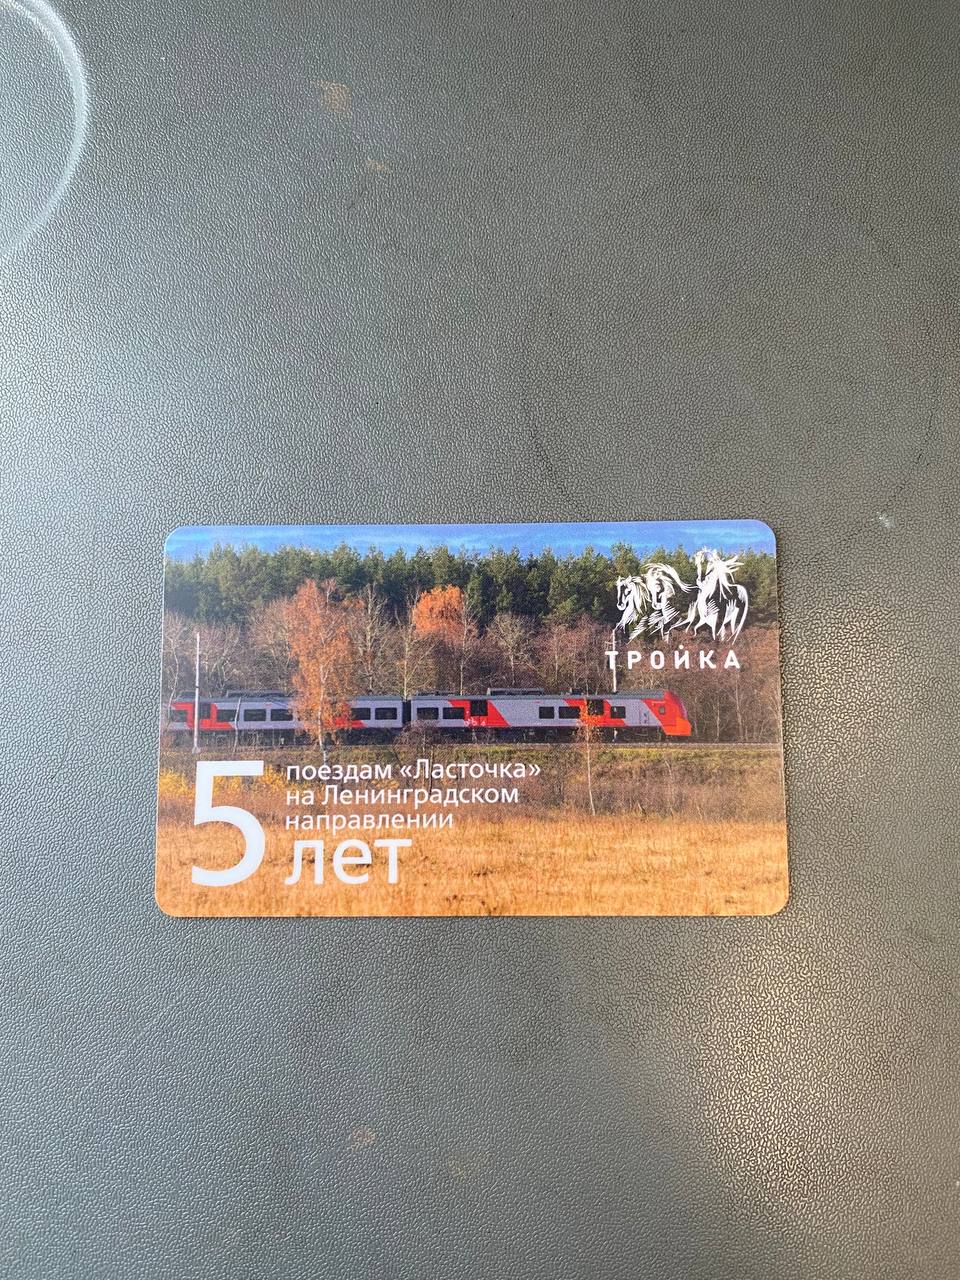 ТРОЙКА
5
поездам «Ласточка»
на Ленинградском
направлении
лет